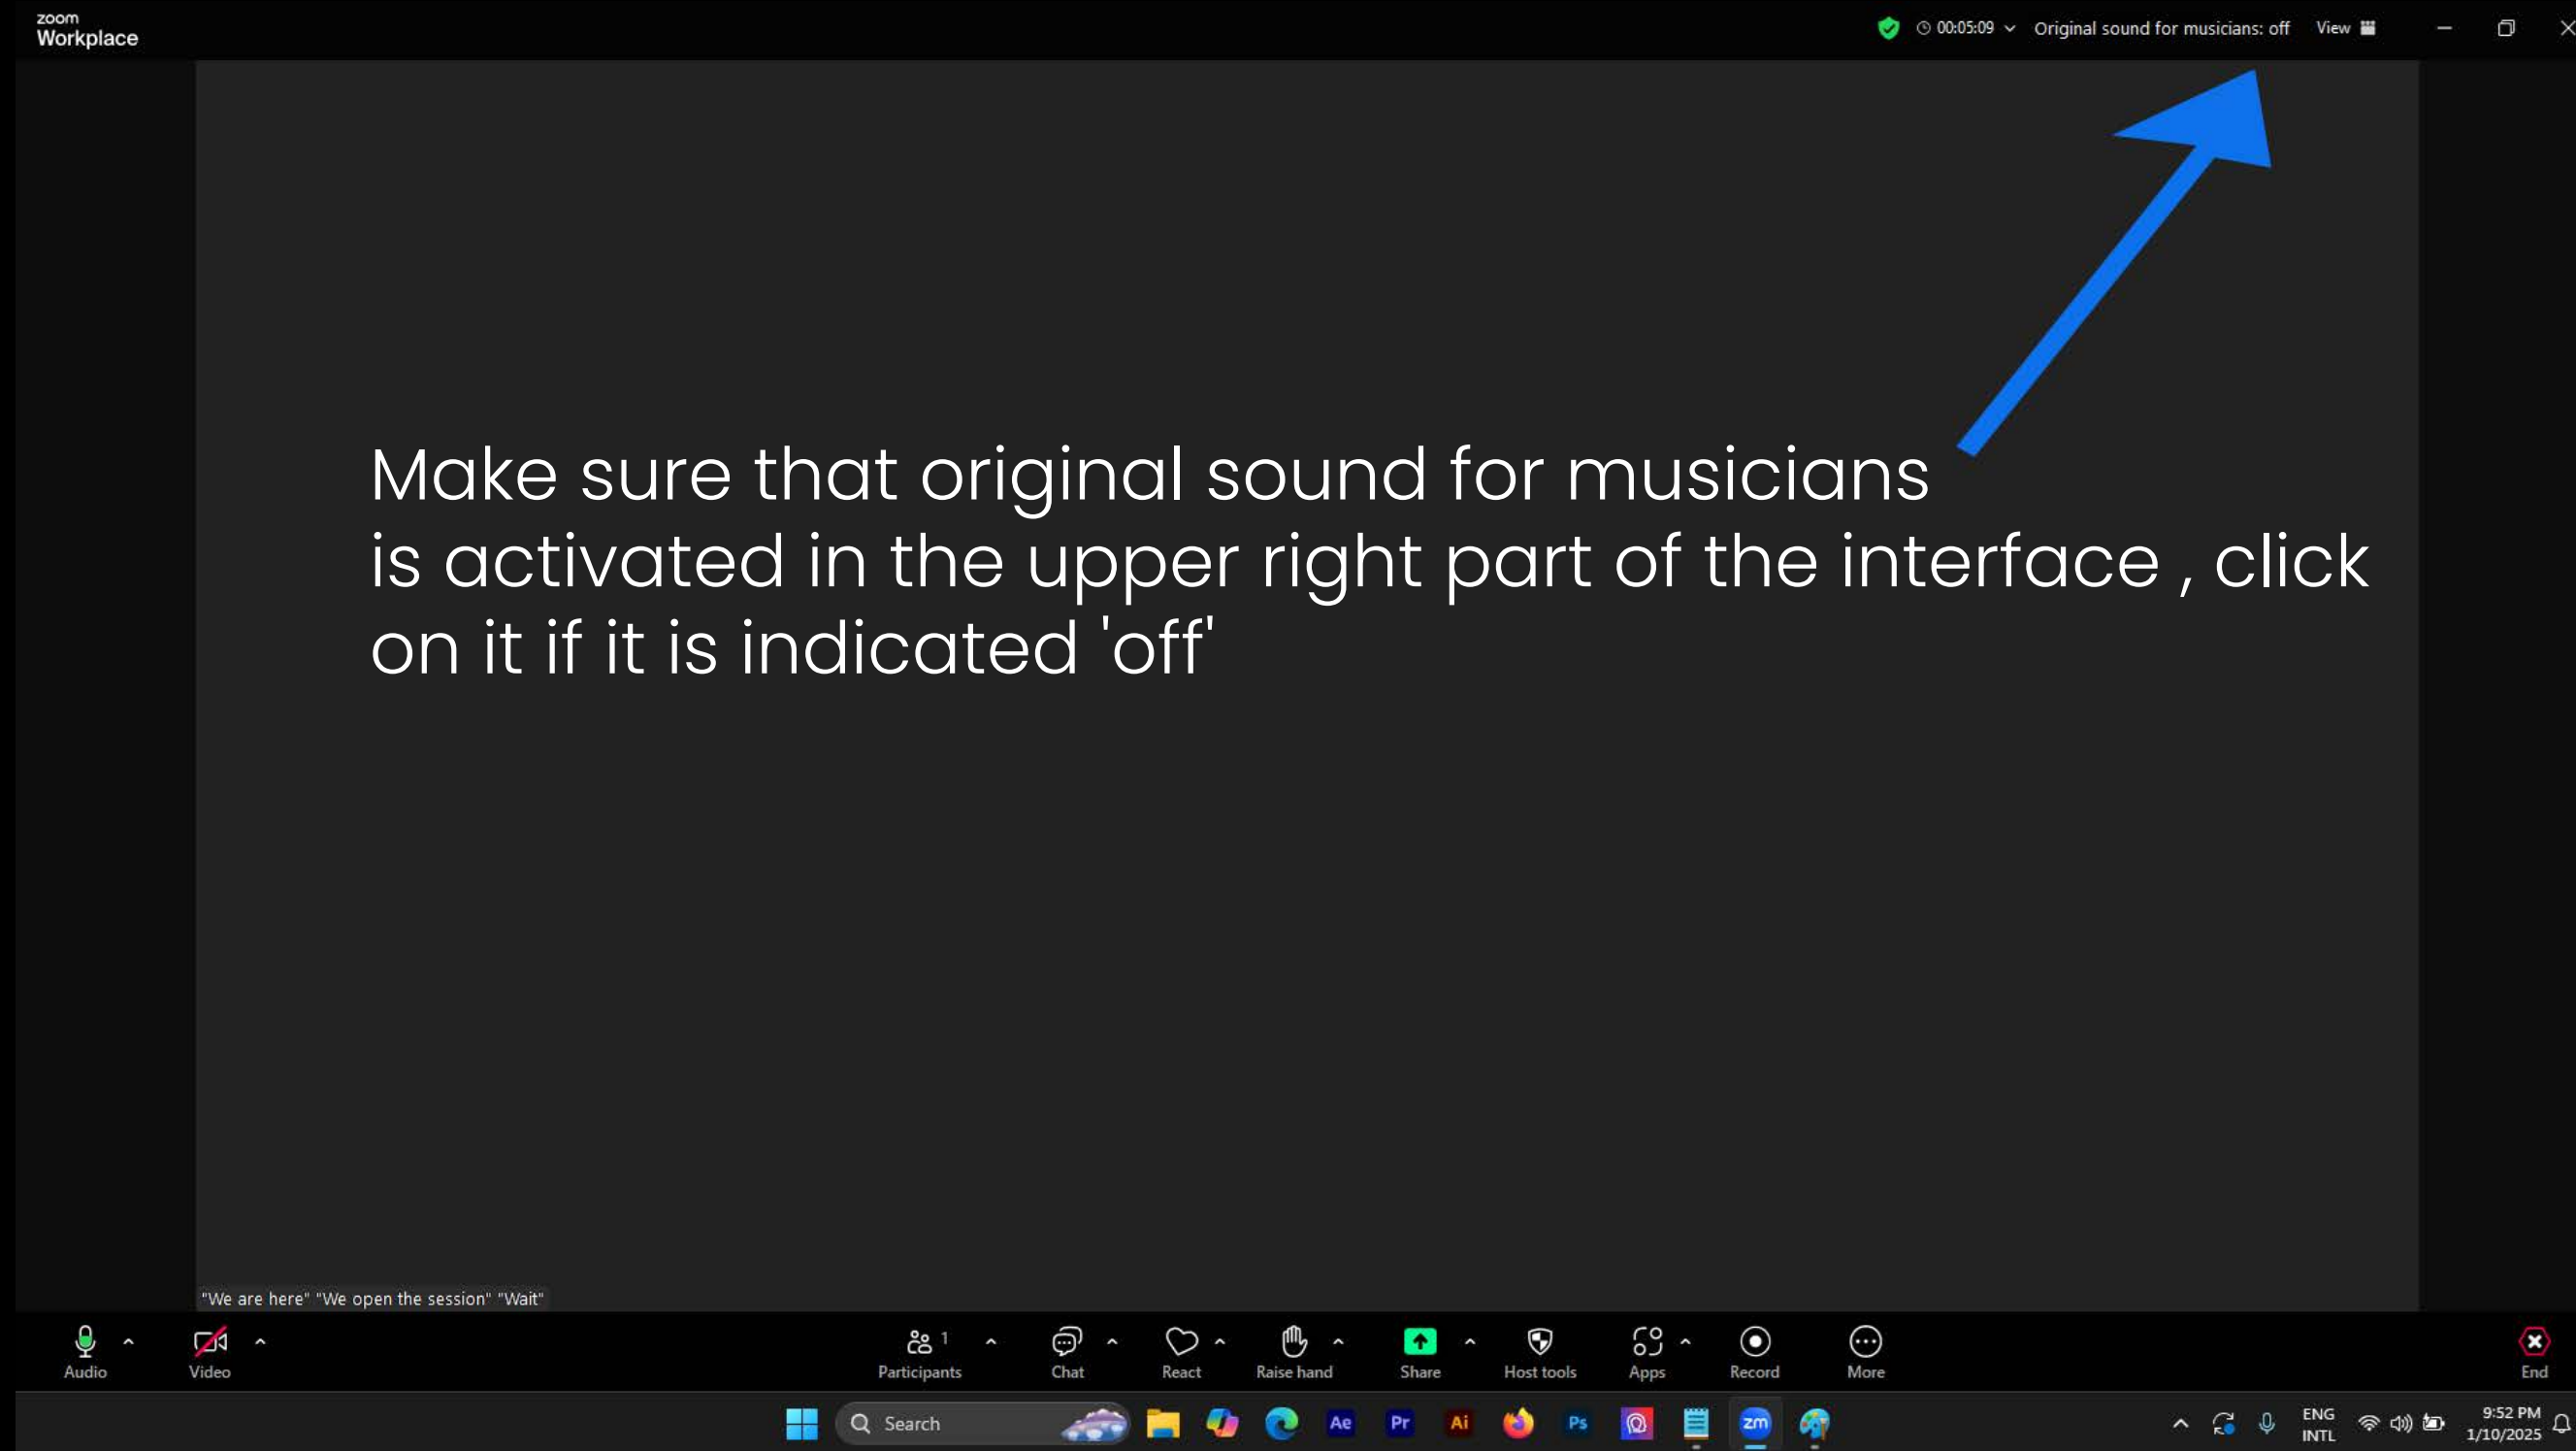 zoom
Workplace
00:05:09 Original sound for musicians: off View
Make sure that original sound for musicians
is activated in the upper right part of the interface , click
on it if it is indicated 'off'
"We are here" "We open the session" "Wait"
1
Audio Video Participants Chat React Raise hand Share Host tools Apps Record More End
Search Ae Pr Ai Ps zm ENG 9:52 PM
INTL 1/10/2025